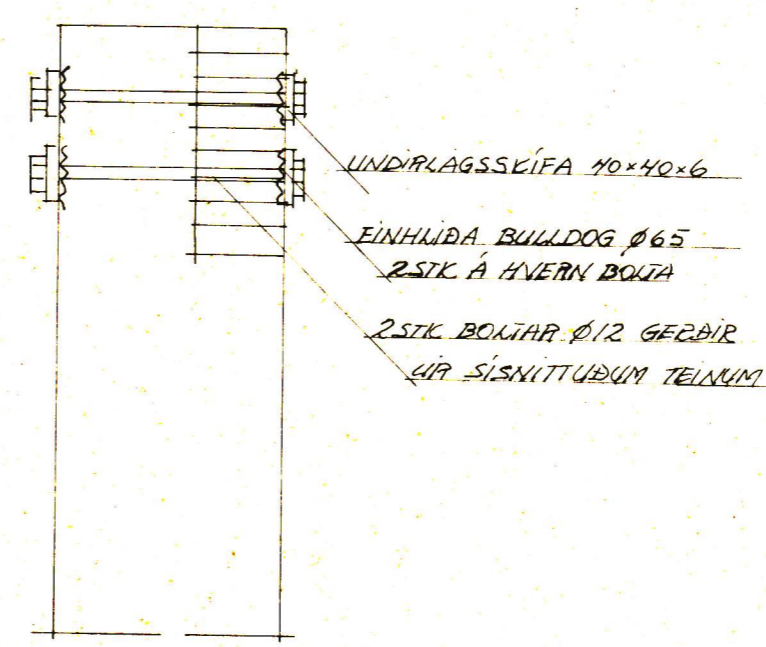 UNDIRLAGSSKÍFA 40×40×6
EINHLIÐA BULLDOG Ø65
2STK Á HVERN BOLTA
2STK BOLTAR Ø12 GERÐIR
ÚR SÍSNITTUÐUM TEINUM